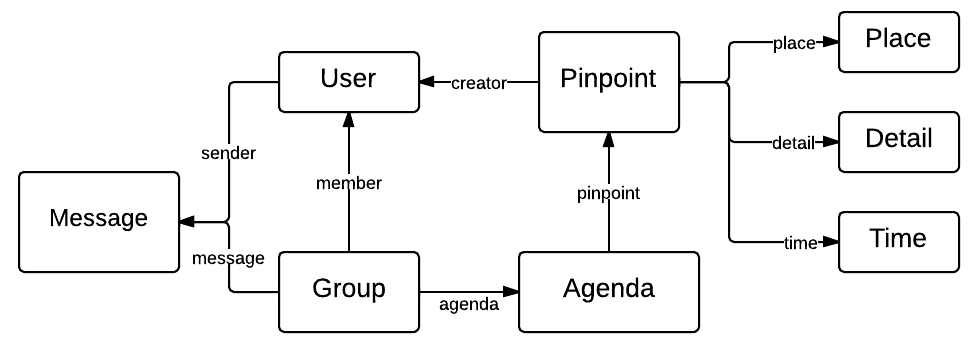 Place
place
User
Pinpoint
creator
Detail
detail
sender
member
pinpoint
Message
Time
time
message
Group
Agenda
agenda